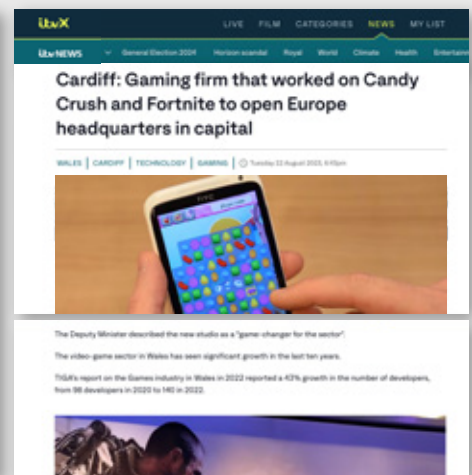 itvX
LIVE FILM CATEGORIES NEWS MY LIST
itv NEWS General Election 2024 Horizon scandal Royal World Climate Health Entertainm
Cardiff: Gaming firm that worked on Candy
Crush and Fortnite to open Europe
headquarters in capital
WALES | CARDIFF | TECHNOLOGY | GAMING | Tuesday 22 August 2023, 6:45pm
hTC
The Deputy Minister described the new studio as a "game-changer for the sector".
The video-game sector in Wales has seen significant growth in the last ten years.
TIGA's report on the Games industry in Wales in 2022 reported a 43% growth in the number of developers,
from 98 developers in 2020 to 140 in 2022.